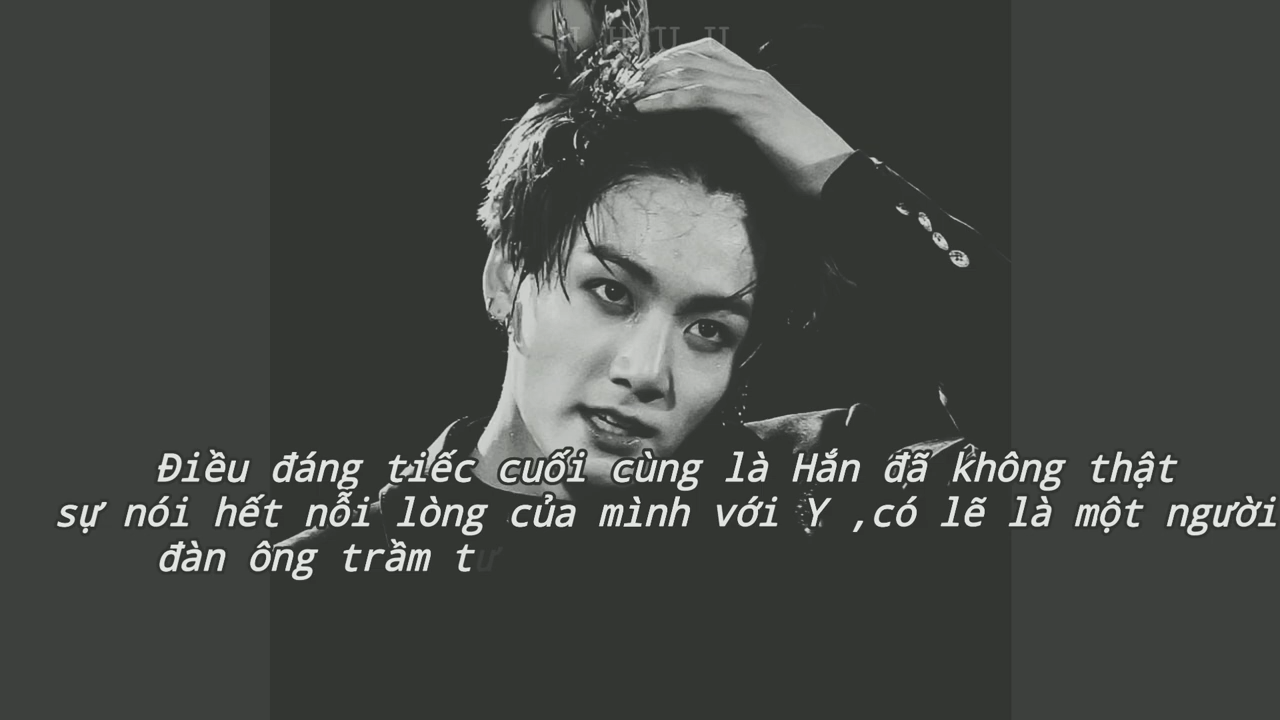 Điều đáng tiếc cuối cùng là Hắn đã không thật
sự nói hết nỗi lòng của mình với Y ,có lẽ là một người
đàn ông trầm tư